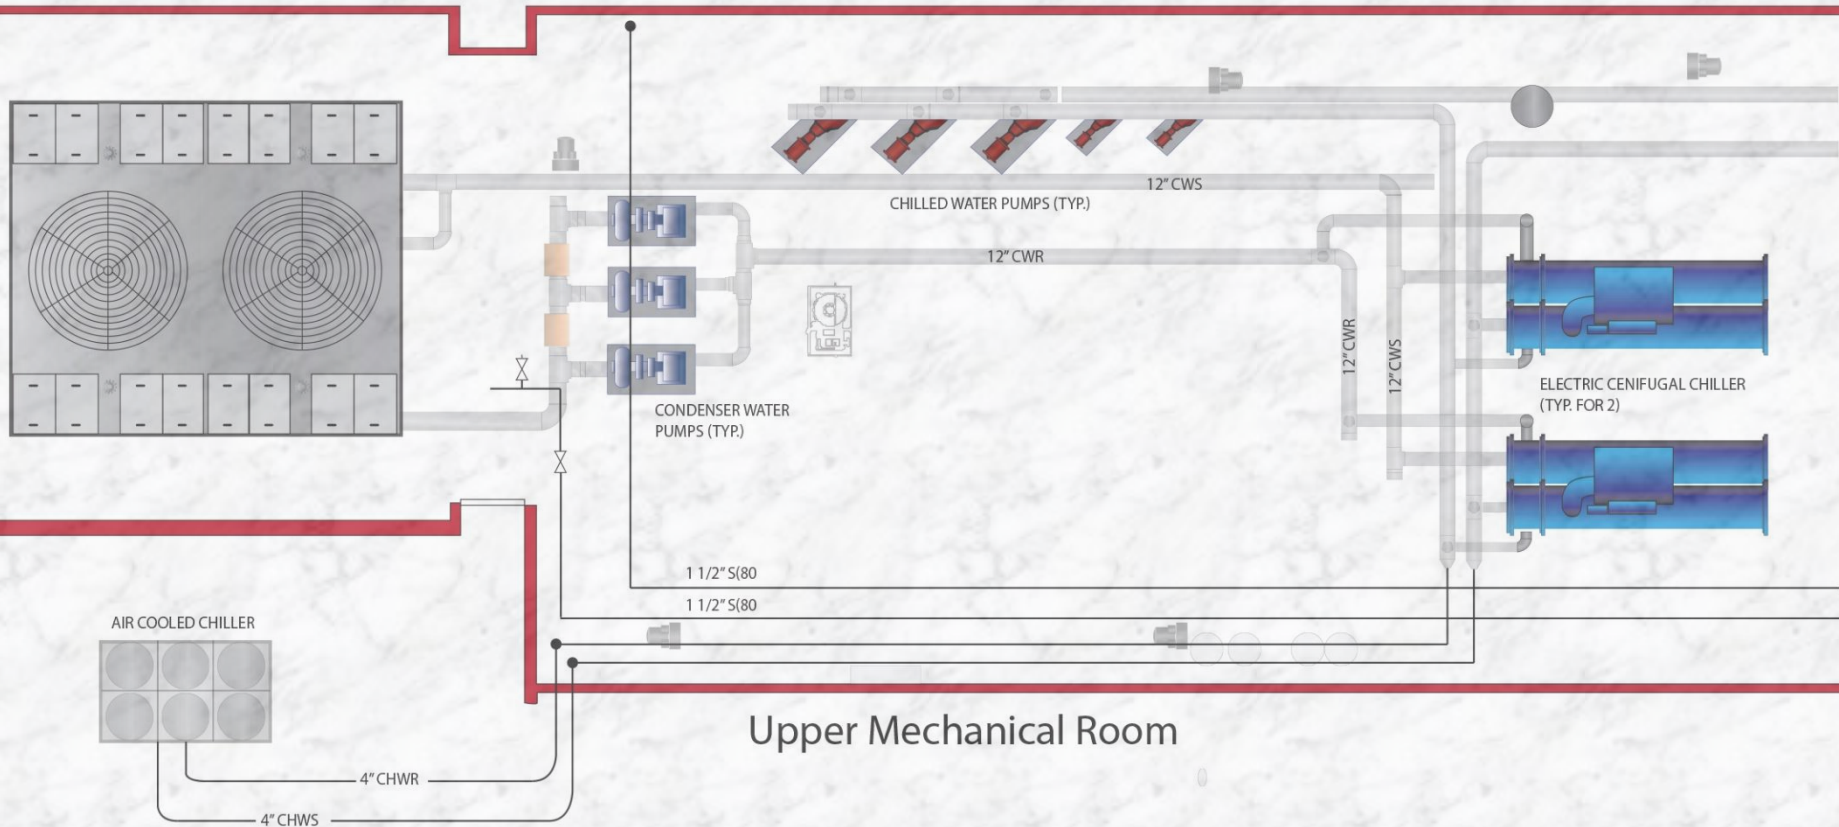 12" CWS
CHILLED WATER PUMPS (TYP.)
12" CWR
12" CWR
12" CWS
ELECTRIC CENIFUGAL CHILLER
(TYP. FOR 2)
CONDENSER WATER
PUMPS (TYP.)
1 1/2" S(80
1 1/2" S(80
AIR COOLED CHILLER
Upper Mechanical Room
4" CHWR
4" CHWS